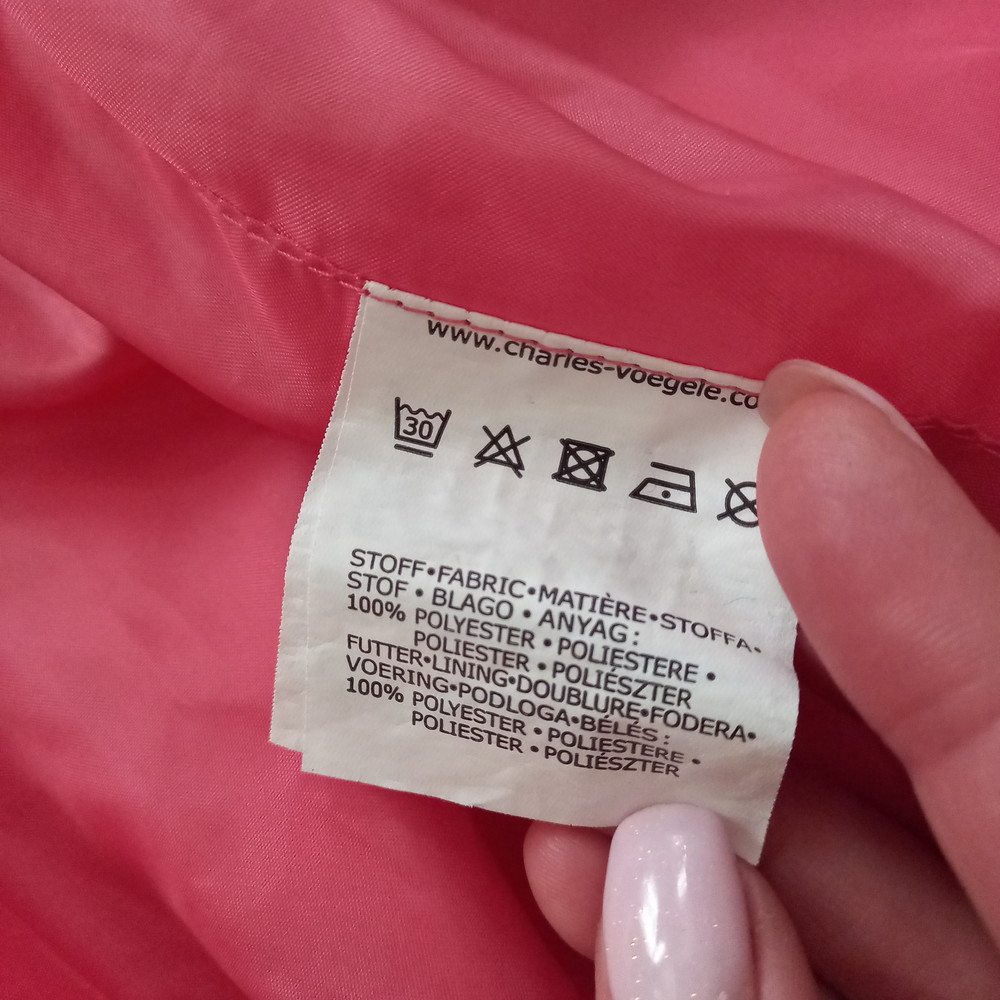 www.charles-voegele.co
30
STOFF•FABRIC•MATIÈRE•STOFFA•
STOF • BLAGO • ANYAG:
100% POLYESTER • POLIESTERE •
POLIESTER • POLIÉSZTER
FUTTER•LINING•DOUBLURE•FODERA•
VOERING•PODLOGA•BÉLÉS:
100% POLYESTER • POLIESTERE •
POLIESTER • POLIÉSZTER